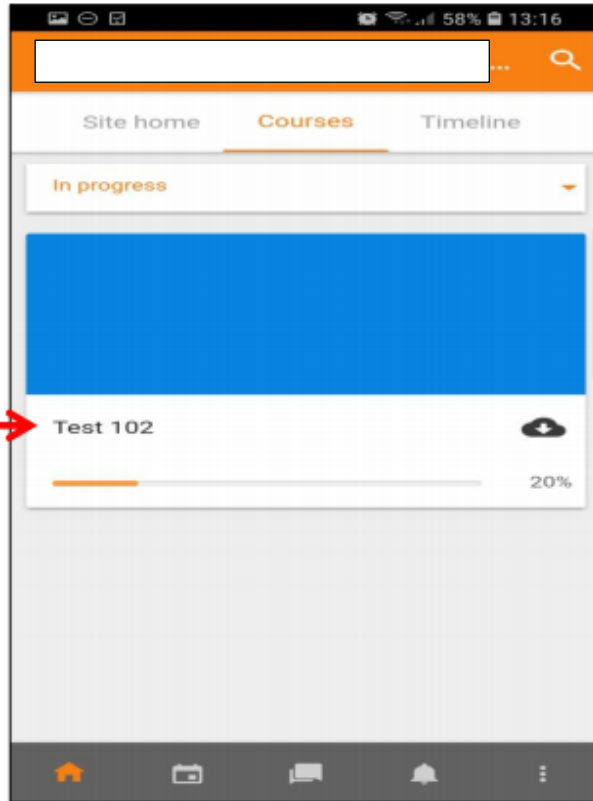 58% 13:16
...
Site home Courses Timeline
In progress
Test 102
20%